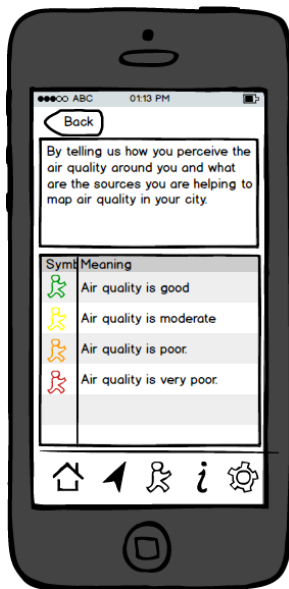 ABC 01:13 PM
Back
By telling us how you perceive the
air quality around you and what
are the sources you are helping to
map air quality in your city.
Symb Meaning
Air quality is good
Air quality is moderate
Air quality is poor.
Air quality is very poor.